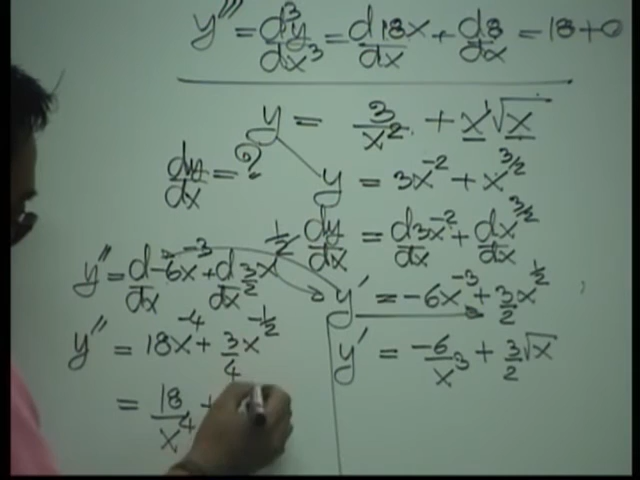 y''' = d³y/dx³ = d18x/dx + d8/dx = 18+0
y = 3/x² + x¹√x
dy/dx = ?
y = 3x⁻² + x^3/2
dy/dx = d3x⁻²/dx + dx^3/2/dx
y' = -6x⁻³ + 3/2 x^1/2
y' = -6/x³ + 3/2 √x
y'' = d/dx -6x⁻³ + d/dx 3/2 x^1/2
y'' = 18x⁻⁴ + 3/4 x^-1/2
= 18/x⁴ +